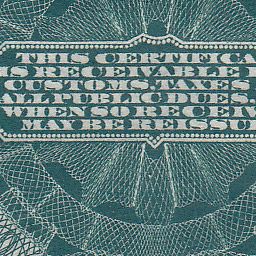 THIS CERTIFICA
IS RECEIVABLE
CUSTOMS, TAXES
ALL PUBLIC DUES.
WHEN SO RECEIV
MAY BE REISSU